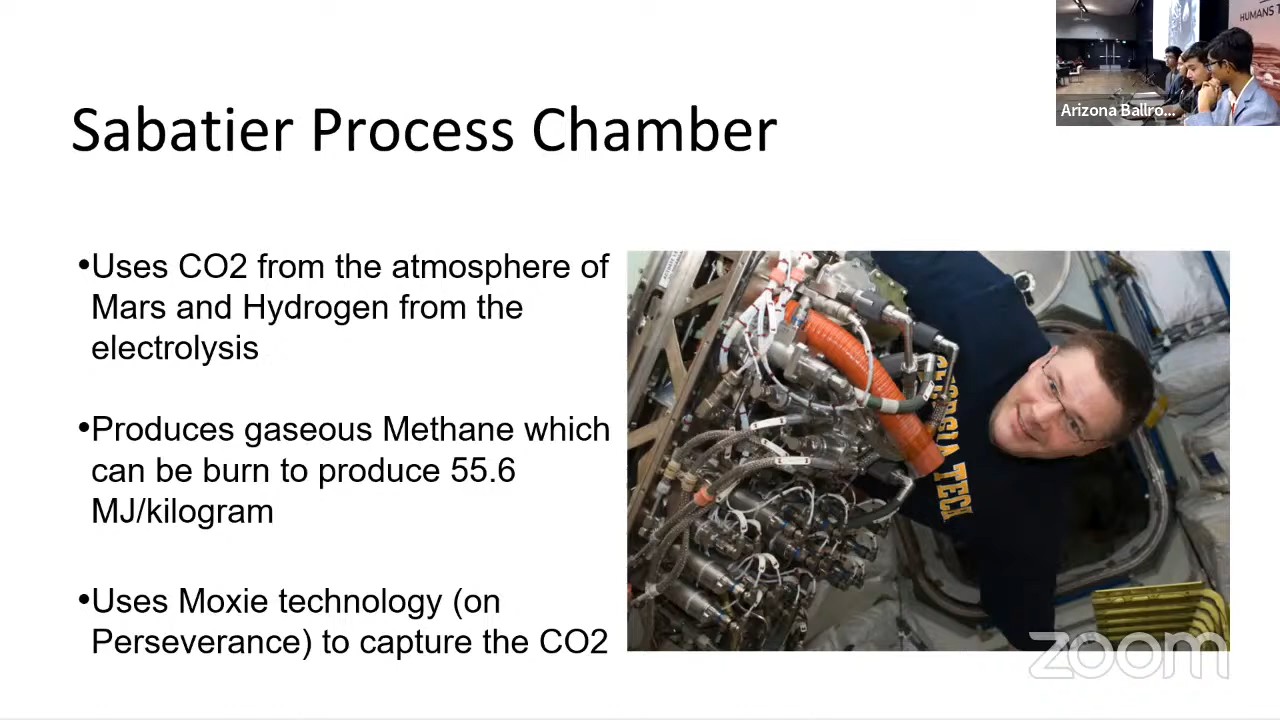 HUMANS T
Arizona Ballro...
Sabatier Process Chamber
•Uses CO2 from the atmosphere of
Mars and Hydrogen from the
electrolysis
•Produces gaseous Methane which
can be burn to produce 55.6
MJ/kilogram
•Uses Moxie technology (on
Perseverance) to capture the CO2
GEORGIA TECH
zoom